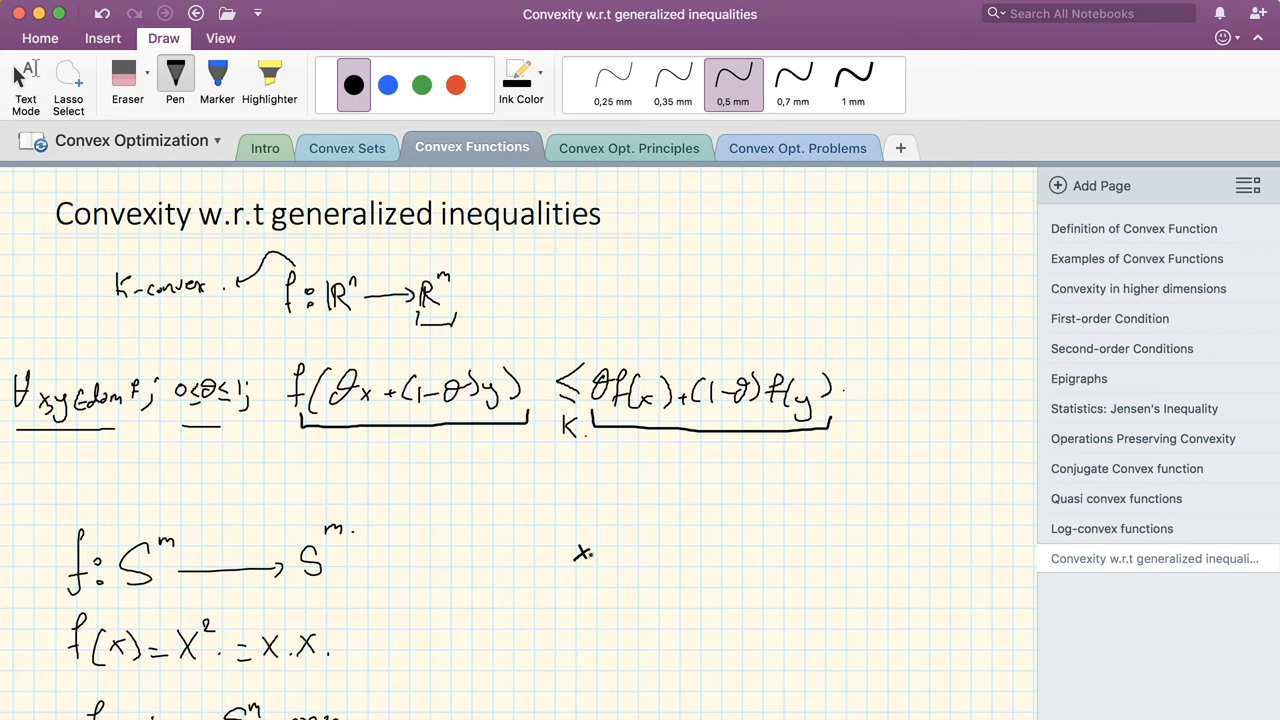 Convexity w.r.t generalized inequalities
Search All Notebooks
Home Insert Draw View
Text Mode
Lasso Select
Eraser
Pen
Marker
Highlighter
Ink Color
0,25 mm
0,35 mm
0,5 mm
0,7 mm
1 mm
Convex Optimization
Intro
Convex Sets
Convex Functions
Convex Opt. Principles
Convex Opt. Problems
+
Add Page
Definition of Convex Function
Examples of Convex Functions
Convexity in higher dimensions
First-order Condition
Second-order Conditions
Epigraphs
Statistics: Jensen's Inequality
Operations Preserving Convexity
Conjugate Convex function
Quasi convex functions
Log-convex functions
Convexity w.r.t generalized inequali...
Convexity w.r.t generalized inequalities
K-convex . f : ℝⁿ ⟶ ℝᵐ
∀ x,y ∈ dom f; 0 ≤ θ ≤ 1; f(θx + (1-θ)y) ≤_K. θf(x) + (1-θ)f(y).
f: Sᵐ ⟶ Sᵐ.
x.
f(x) = X². = X.X.
Sᵐ